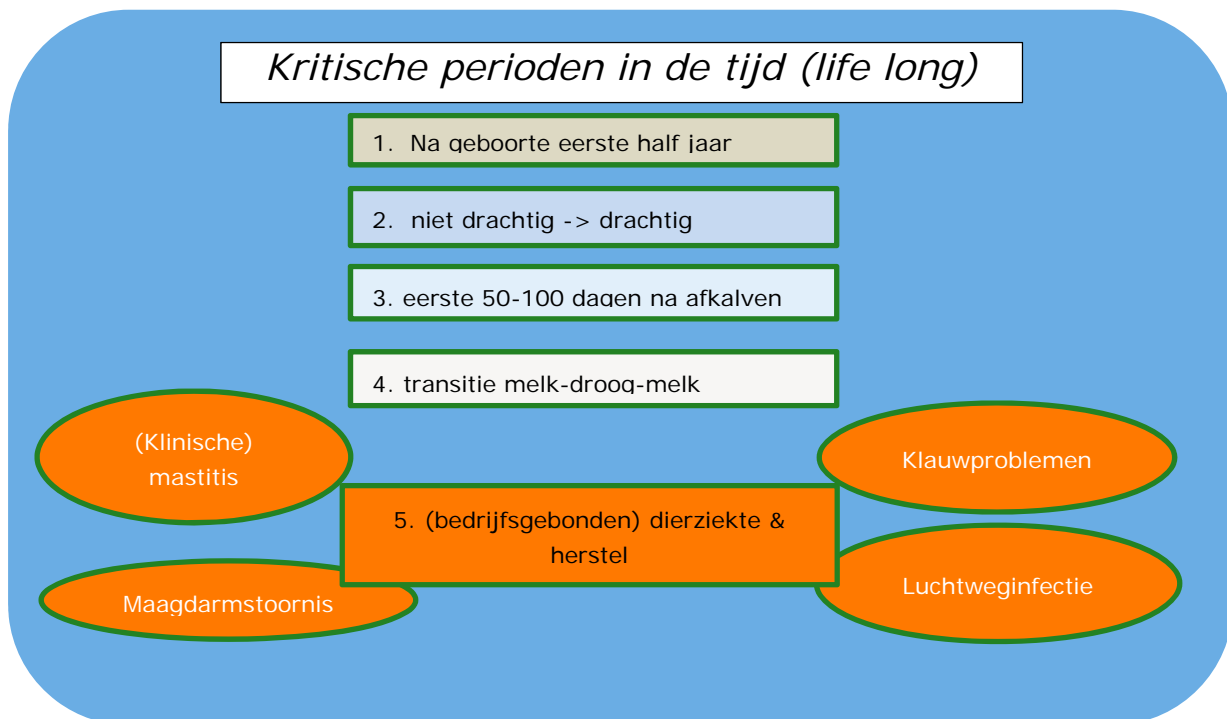 Kritische perioden in de tijd (life long)
1. Na geboorte eerste half jaar
2. niet drachtig -> drachtig
3. eerste 50-100 dagen na afkalven
4. transitie melk-droog-melk
(Klinische)
mastitis
Klauwproblemen
5. (bedrijfsgebonden) dierziekte &
herstel
Maagdarmstoornis
Luchtweginfectie